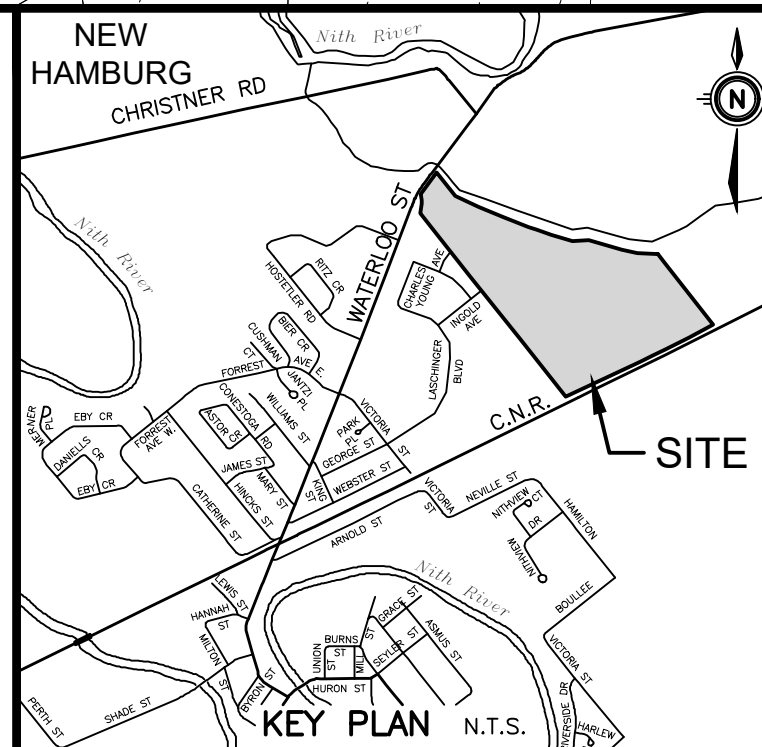 NEW
HAMBURG
Nith River
CHRISTNER RD
N
Nith River
WATERLOO ST
RITZ CR
HOSTETLER RD
CHARLES
YOUNG
AVE
INGOLD
AVE
BIER CR
CUSHMAN
CT
FORREST
AVE E.
JANTZI
PL
LASCHINGER
BLVD
C.N.R.
SITE
MERNER
PL
EBY CR
DANIELLS
CR
EBY CR
FORREST
AVE W.
CONESTOGA
RD
ASTOR CR
WILLIAMS ST
VICTORIA
ST
PARK
PL
GEORGE ST
WEBSTER ST
KING
ST
JAMES ST
MARY ST
HINCKS ST
CATHERINE ST
VICTORIA
ST
NEVILLE ST
NITHVIEW
CT
DR
NITHVIEW
HAMILTON
ARNOLD ST
BOULLEE
Nith River
LEWIS ST
HANNAH
ST
MILTON
ST
BYRON ST
UNION
ST
BURNS
ST
MILL
ST
GRACE ST
SEYLER ST
ASMUS ST
HURON ST
VICTORIA ST
PERTH ST
SHADE ST
VERSIDE DR
HARLEW
KEY PLAN
N.T.S.